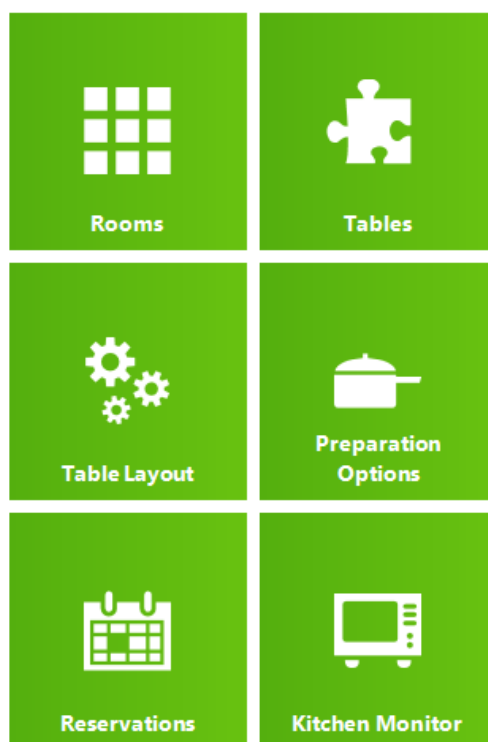 Rooms
Tables
Table Layout
Preparation
Options
Reservations
Kitchen Monitor